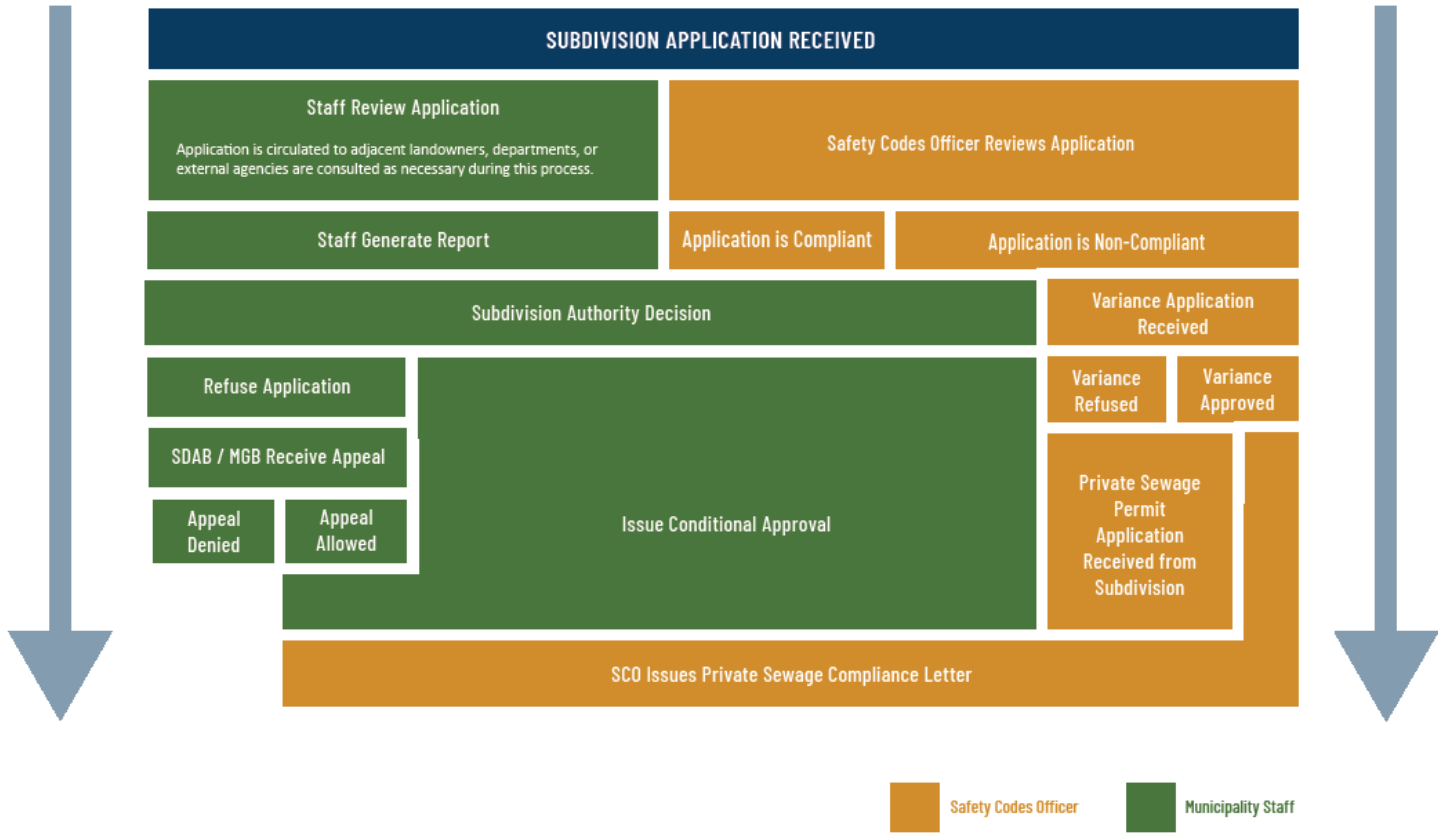 SUBDIVISION APPLICATION RECEIVED
Staff Review Application
Application is circulated to adjacent landowners, departments, or
external agencies are consulted as necessary during this process.
Safety Codes Officer Reviews Application
Staff Generate Report
Application is Compliant
Application is Non-Compliant
Subdivision Authority Decision
Variance Application
Received
Refuse Application
Variance
Refused
Variance
Approved
SDAB / MGB Receive Appeal
Appeal
Denied
Appeal
Allowed
Issue Conditional Approval
Private Sewage
Permit
Application
Received from
Subdivision
SCO Issues Private Sewage Compliance Letter
Safety Codes Officer
Municipality Staff